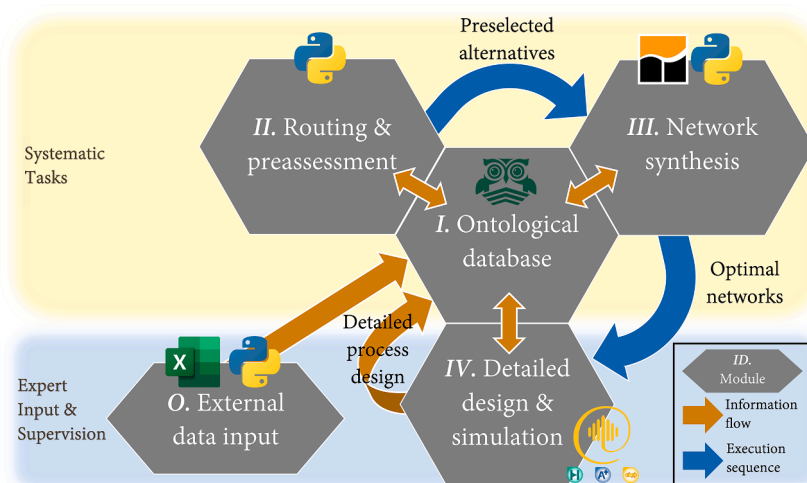 Preselected
alternatives
II. Routing &
preassessment
III. Network
synthesis
Systematic
Tasks
I. Ontological
database
Optimal
networks
Detailed
process
design
Expert
Input &
Supervision
X
O. External
data input
IV. Detailed
design &
simulation
ID.
Module
Information
flow
Execution
sequence
H
A+